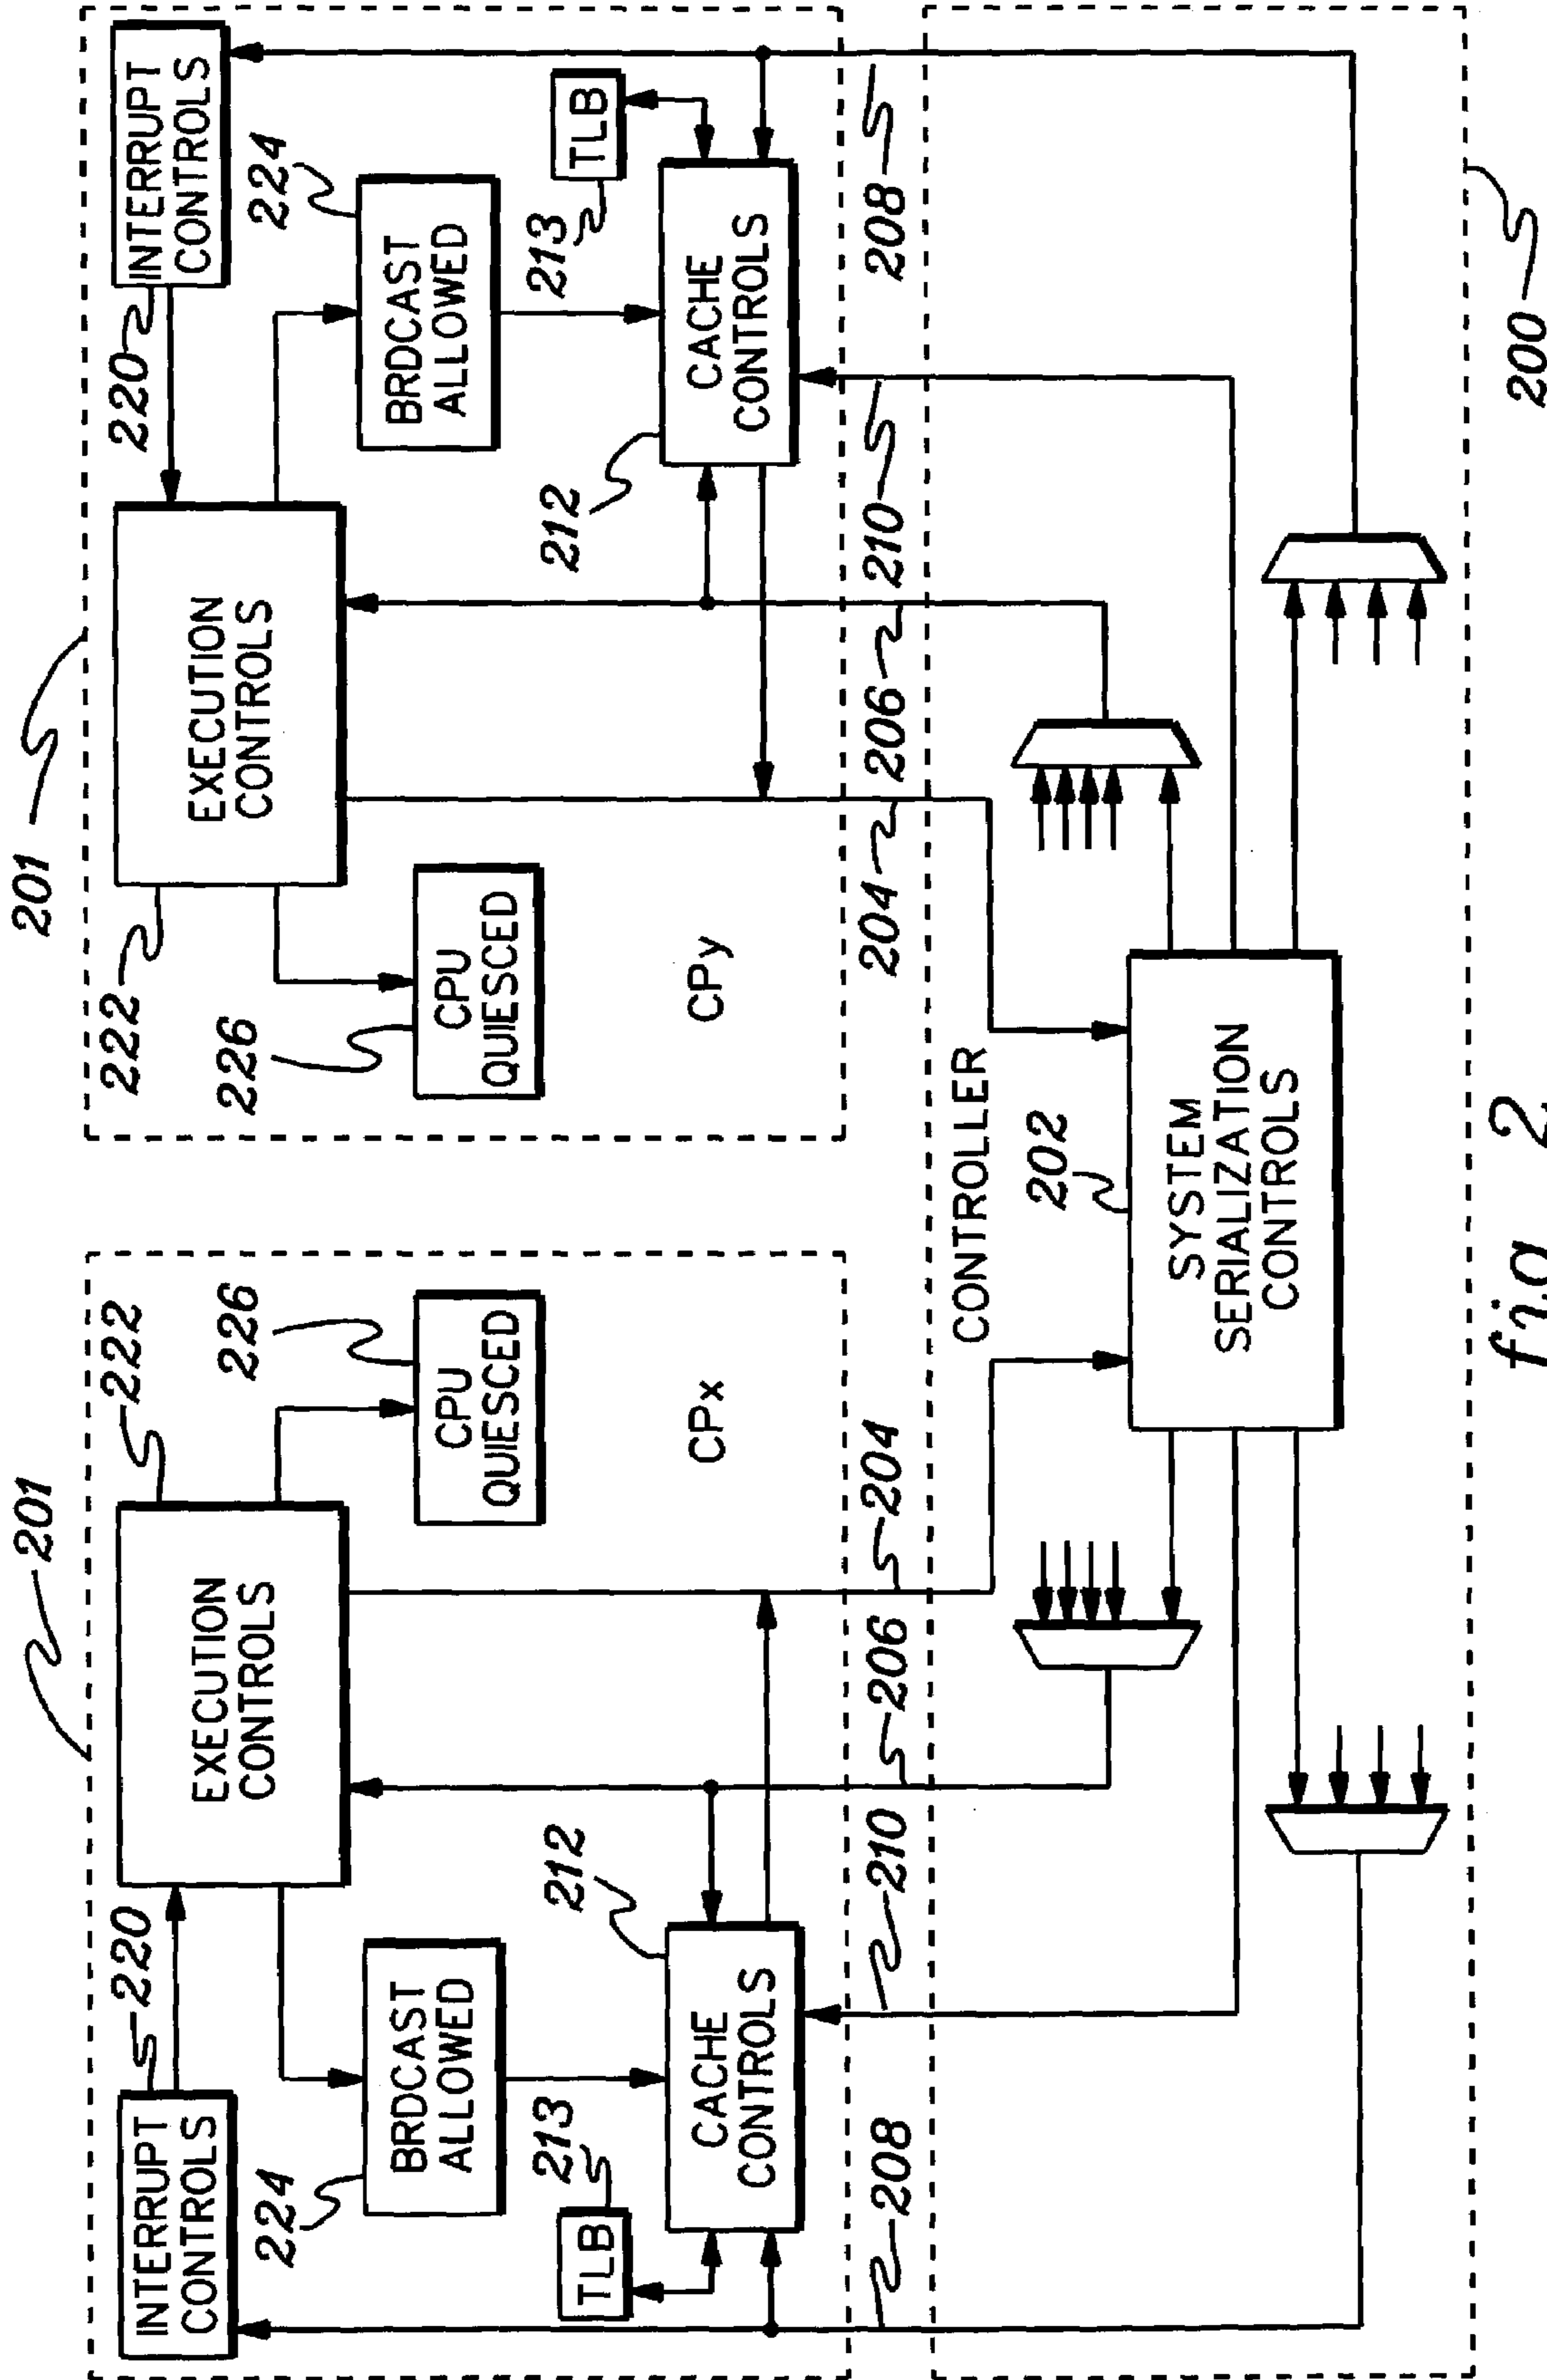 201
201
INTERRUPT
CONTROLS
220
EXECUTION
CONTROLS
222
222
EXECUTION
CONTROLS
220
INTERRUPT
CONTROLS
224
BRDCAST
ALLOWED
226
CPU
QUIESCED
226
CPU
QUIESCED
224
BRDCAST
ALLOWED
213
TLB
212
CACHE
CONTROLS
CPx
CPy
212
CACHE
CONTROLS
213
TLB
208
210
206
204
204
206
210
208
CONTROLLER
202
SYSTEM
SERIALIZATION
CONTROLS
200
fig. 2